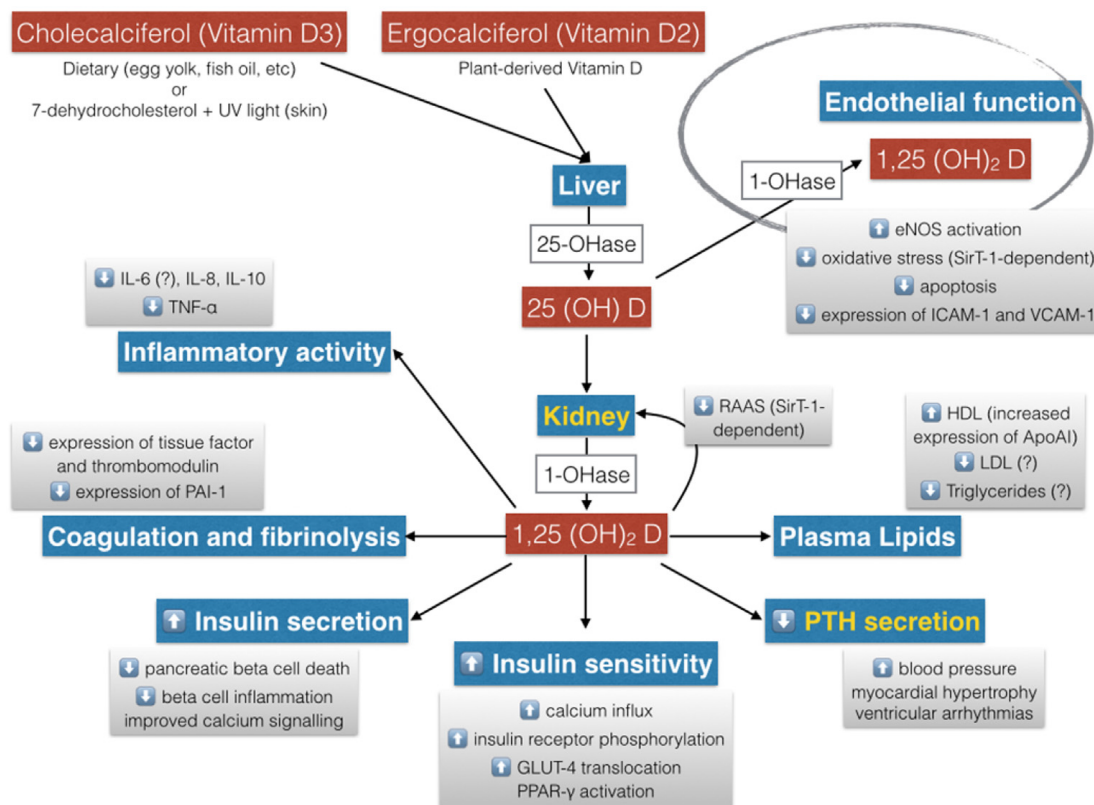 Cholecalciferol (Vitamin D3)
Dietary (egg yolk, fish oil, etc)
or
7-dehydrocholesterol + UV light (skin)
Ergocalciferol (Vitamin D2)
Plant-derived Vitamin D
Endothelial function
1,25 (OH)₂ D
1-OHase
eNOS activation
oxidative stress (SirT-1-dependent)
apoptosis
expression of ICAM-1 and VCAM-1
Liver
25-OHase
25 (OH) D
IL-6 (?), IL-8, IL-10
TNF-α
Inflammatory activity
Kidney
RAAS (SirT-1-
dependent)
1-OHase
HDL (increased
expression of ApoAI)
LDL (?)
Triglycerides (?)
expression of tissue factor
and thrombomodulin
expression of PAI-1
Coagulation and fibrinolysis
1,25 (OH)₂ D
Plasma Lipids
Insulin secretion
pancreatic beta cell death
beta cell inflammation
improved calcium signalling
Insulin sensitivity
calcium influx
insulin receptor phosphorylation
GLUT-4 translocation
PPAR-γ activation
PTH secretion
blood pressure
myocardial hypertrophy
ventricular arrhythmias